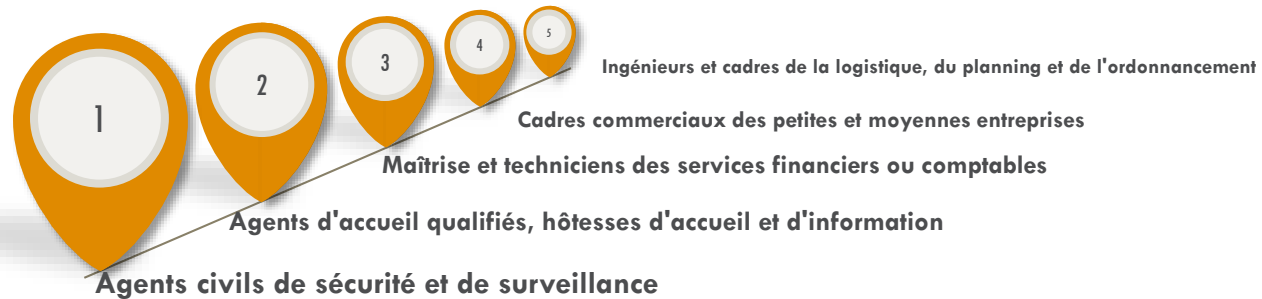 1
2
3
4
5
Ingénieurs et cadres de la logistique, du planning et de l'ordonnancement
Cadres commerciaux des petites et moyennes entreprises
Maîtrise et techniciens des services financiers ou comptables
Agents d'accueil qualifiés, hôtesses d'accueil et d'information
Agents civils de sécurité et de surveillance